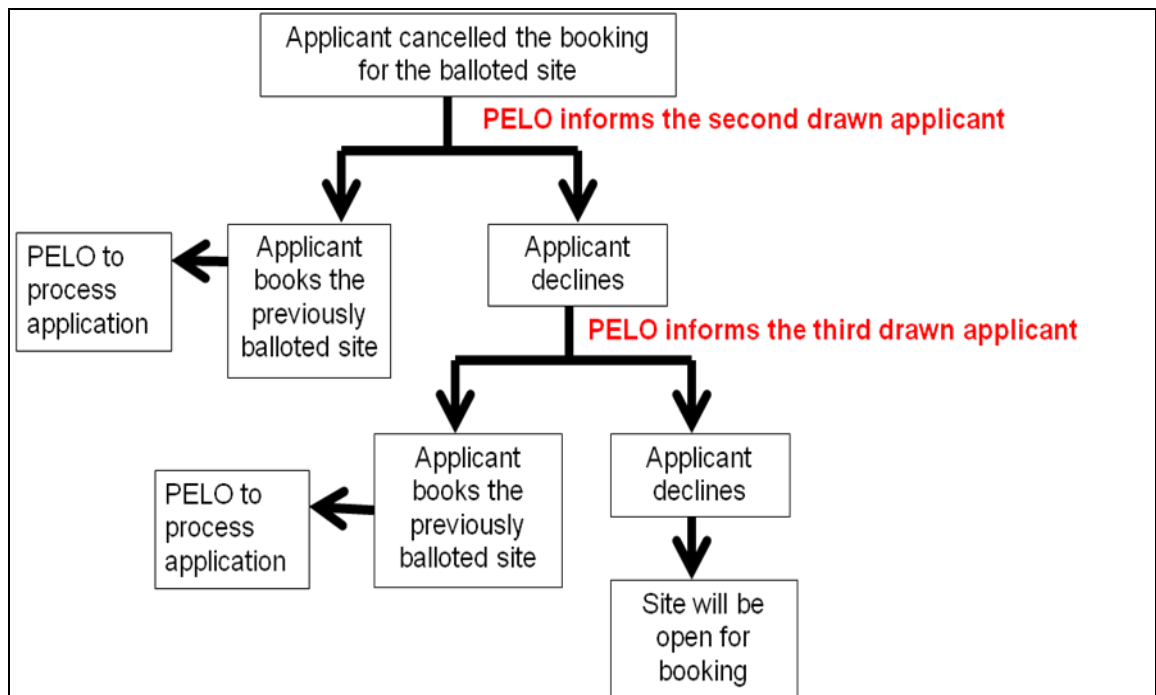 Applicant cancelled the booking
for the balloted site
PELO informs the second drawn applicant
PELO to
process
application
Applicant
books the
previously
balloted site
Applicant
declines
PELO informs the third drawn applicant
PELO to
process
application
Applicant
books the
previously
balloted site
Applicant
declines
Site will be
open for
booking